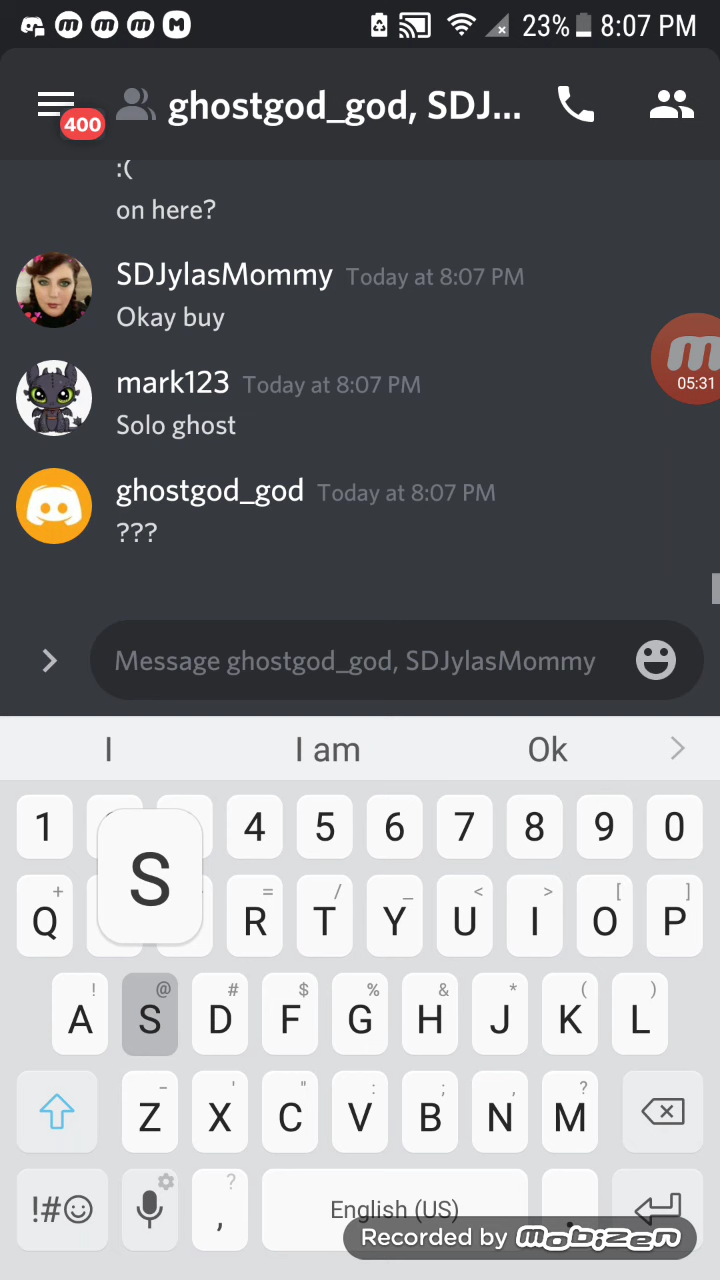 23% 8:07 PM
400
ghostgod_god, SDJ...
:(
on here?
SDJylasMommy Today at 8:07 PM
Okay buy
05:31
mark123 Today at 8:07 PM
Solo ghost
ghostgod_god Today at 8:07 PM
???
Message ghostgod_god, SDJylasMommy
I I am Ok
1 4 5 6 7 8 9 0
S
+ = / _ < > [ ]
Q R T Y U I O P
! @ # $ % & * ( )
A S D F G H J K L
- ' " : ; , ?
Z X C V B N M
?
!# , English (US) .
Recorded by mobizen